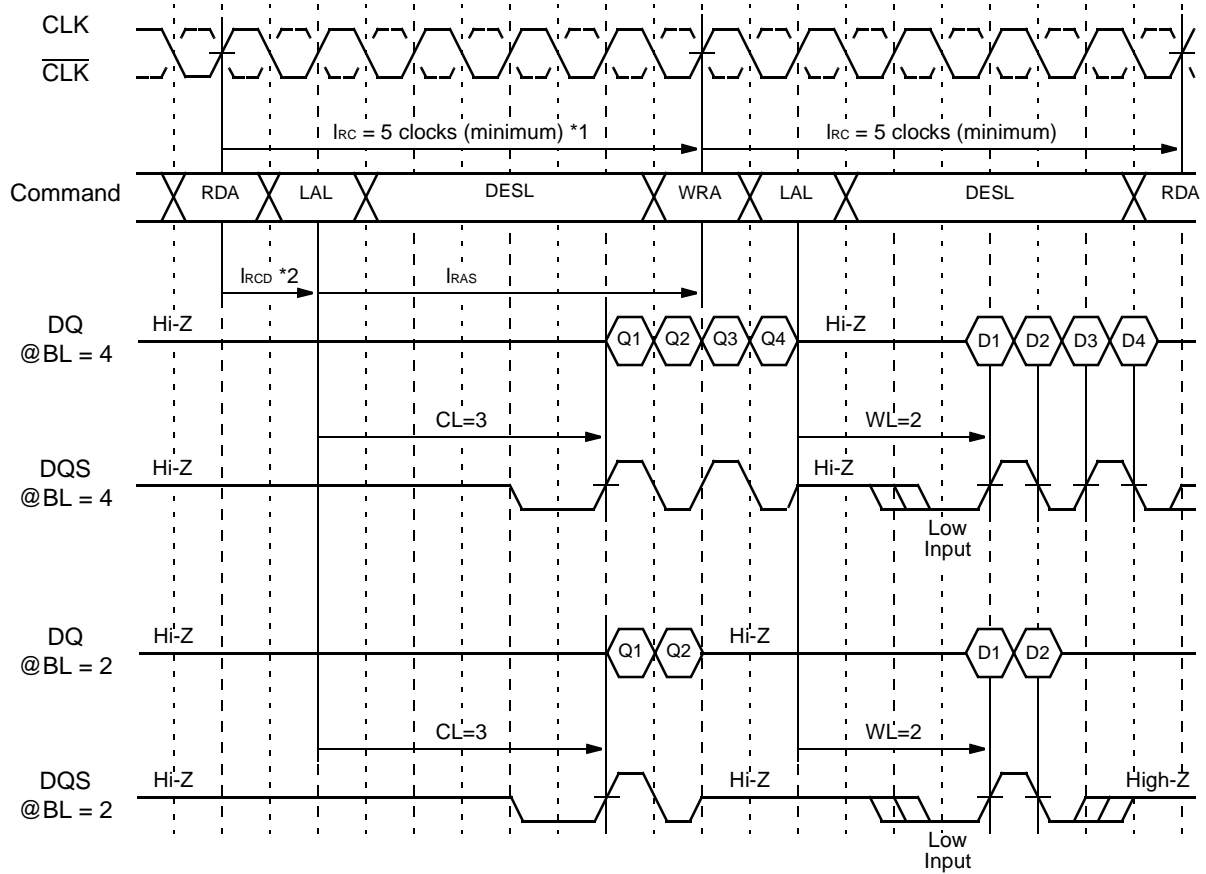 CLK
CLK
IRC = 5 clocks (minimum) *1
IRC = 5 clocks (minimum)
Command
RDA
LAL
DESL
WRA
LAL
DESL
RDA
IRCD *2
IRAS
DQ
@BL = 4
Hi-Z
Q1
Q2
Q3
Q4
Hi-Z
D1
D2
D3
D4
CL=3
WL=2
DQS
@BL = 4
Hi-Z
Hi-Z
Low
Input
DQ
@BL = 2
Hi-Z
Q1
Q2
Hi-Z
D1
D2
CL=3
WL=2
DQS
@BL = 2
Hi-Z
Hi-Z
High-Z
Low
Input